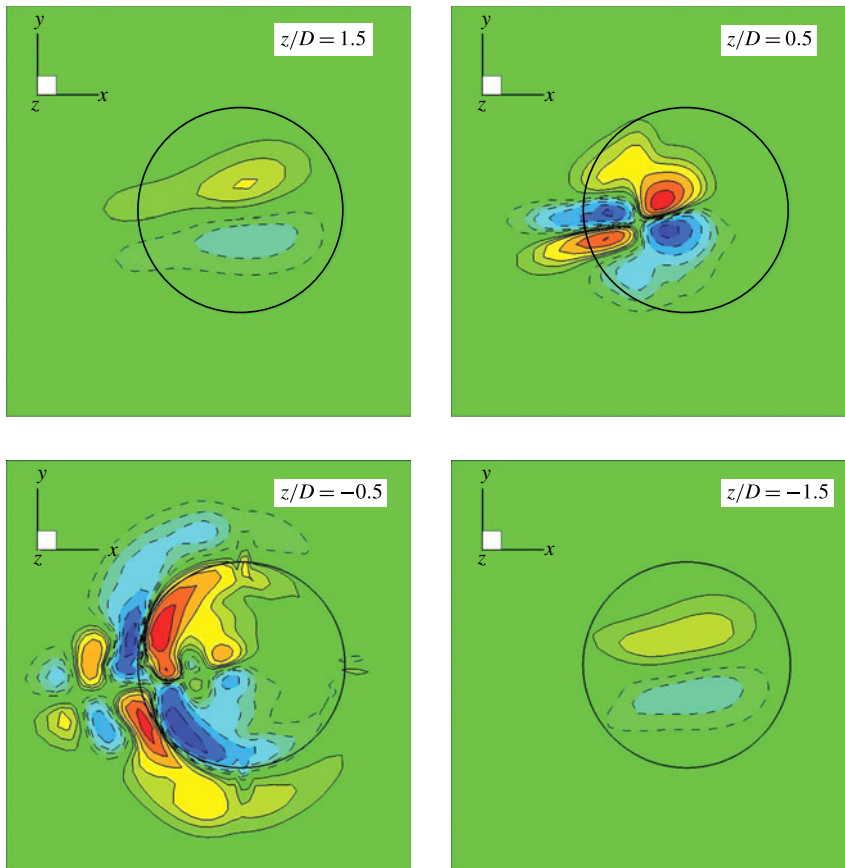 y
z/D = 1.5
z
x
y
z/D = 0.5
z
x
y
z/D = −0.5
z
x
y
z/D = −1.5
z
x